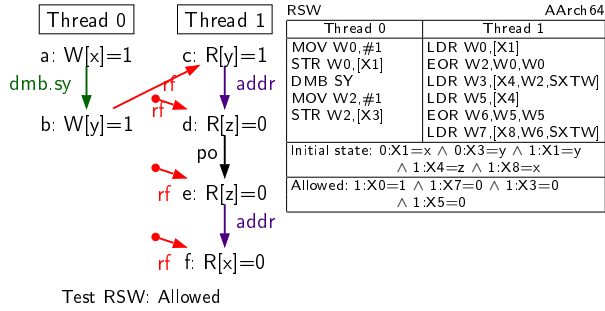 Thread 0
Thread 1
a: W[x]=1
c: R[y]=1
dmb.sy
rf
addr
b: W[y]=1
rf
d: R[z]=0
po
rf
e: R[z]=0
addr
rf
f: R[x]=0
Test RSW: Allowed
RSW AArch64
Thread 0 Thread 1
MOV W0,#1 LDR W0,[X1]
STR W0,[X1] EOR W2,W0,W0
DMB SY LDR W3,[X4,W2,SXTW]
MOV W2,#1 LDR W5,[X4]
STR W2,[X3] EOR W6,W5,W5
LDR W7,[X8,W6,SXTW]
Initial state: 0:X1=x ∧ 0:X3=y ∧ 1:X1=y
∧ 1:X4=z ∧ 1:X8=x
Allowed: 1:X0=1 ∧ 1:X7=0 ∧ 1:X3=0
∧ 1:X5=0